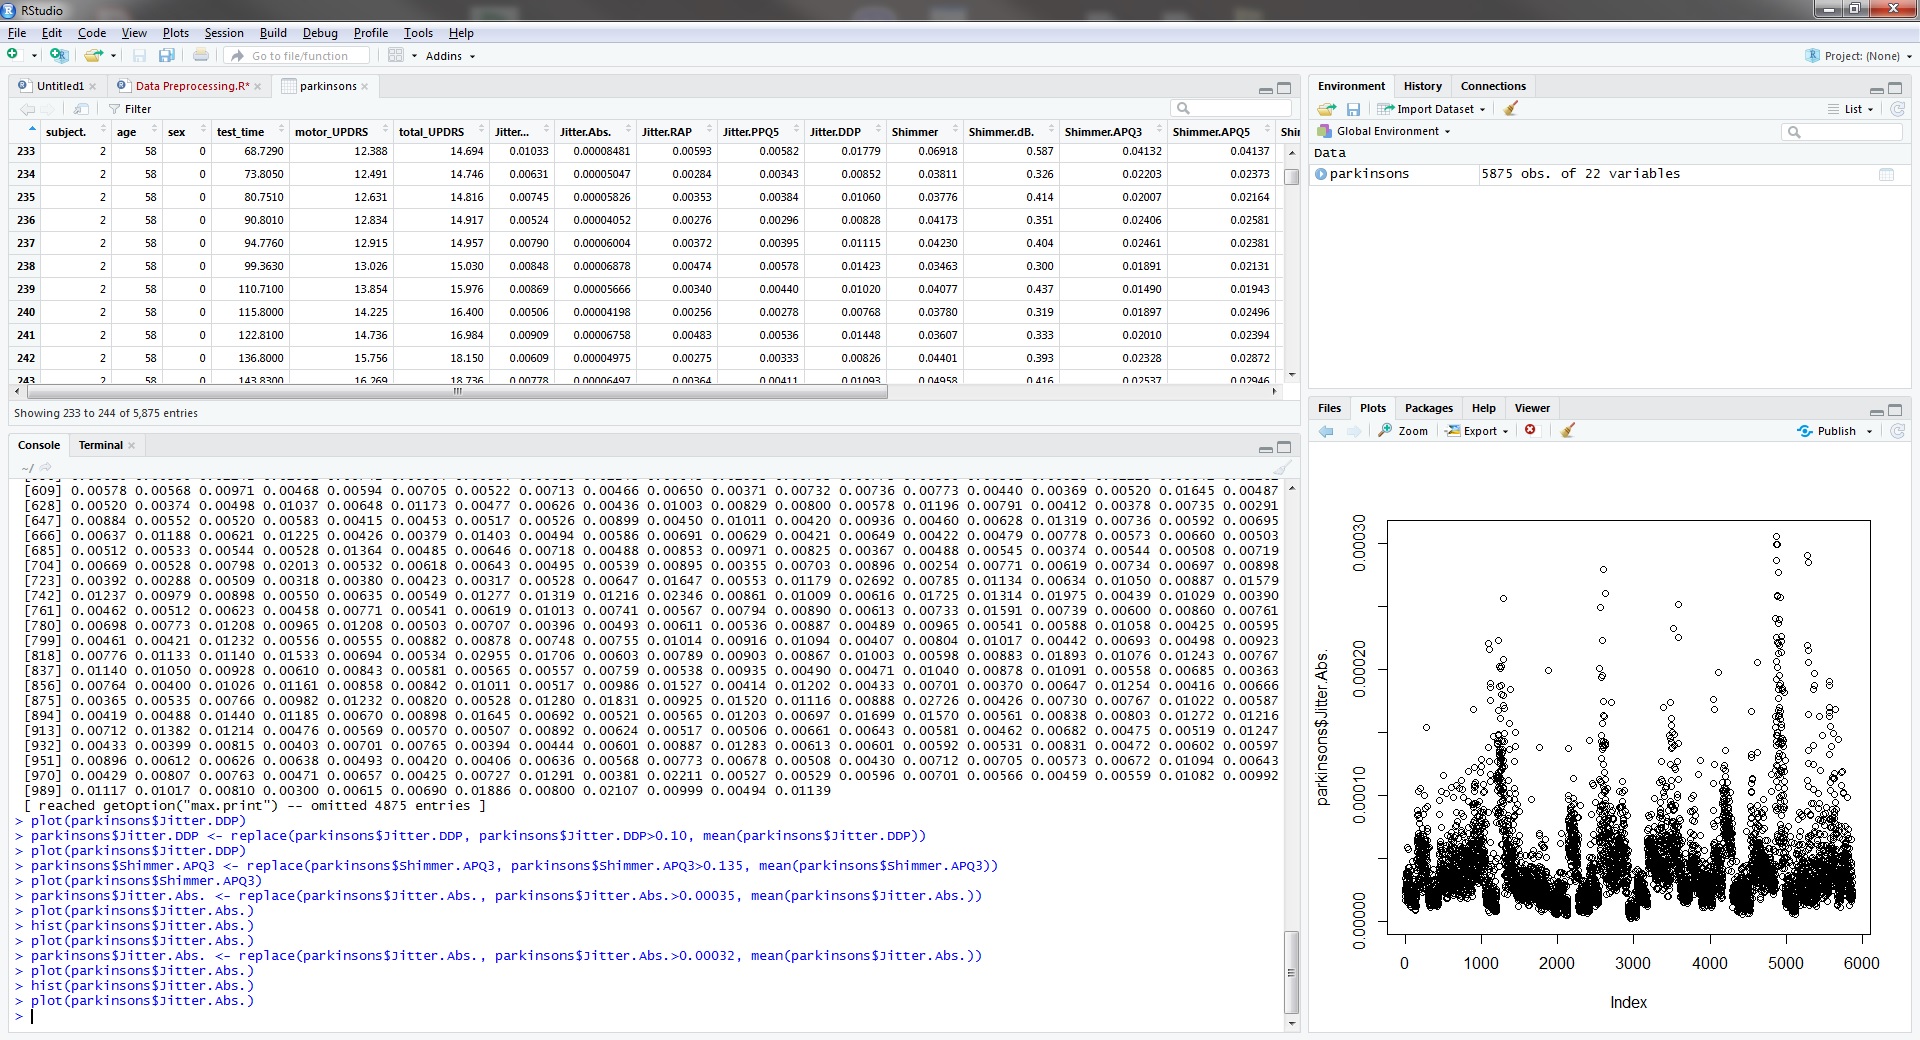 RStudio
File Edit Code View Plots Session Build Debug Profile Tools Help
Go to file/function Addins Project: (None)
Untitled1 Data Preprocessing.R* parkinsons
Filter
subject. age sex test_time motor_UPDRS total_UPDRS Jitter... Jitter.Abs. Jitter.RAP Jitter.PPQ5 Jitter.DDP Shimmer Shimmer.dB. Shimmer.APQ3 Shimmer.APQ5 Shir
233 2 58 0 68.7290 12.388 14.694 0.01033 0.00008481 0.00593 0.00582 0.01779 0.06918 0.587 0.04132 0.04137
234 2 58 0 73.8050 12.491 14.746 0.00631 0.00005047 0.00284 0.00343 0.00852 0.03811 0.326 0.02203 0.02373
235 2 58 0 80.7510 12.631 14.816 0.00745 0.00005826 0.00353 0.00384 0.01060 0.03776 0.414 0.02007 0.02164
236 2 58 0 90.8010 12.834 14.917 0.00524 0.00004052 0.00276 0.00296 0.00828 0.04173 0.351 0.02406 0.02581
237 2 58 0 94.7760 12.915 14.957 0.00790 0.00006004 0.00372 0.00395 0.01115 0.04230 0.404 0.02461 0.02381
238 2 58 0 99.3630 13.026 15.030 0.00848 0.00006878 0.00474 0.00578 0.01423 0.03463 0.300 0.01891 0.02131
239 2 58 0 110.7100 13.854 15.976 0.00869 0.00005666 0.00340 0.00440 0.01020 0.04077 0.437 0.01490 0.01943
240 2 58 0 115.8000 14.225 16.400 0.00506 0.00004198 0.00256 0.00278 0.00768 0.03780 0.319 0.01897 0.02496
241 2 58 0 122.8100 14.736 16.984 0.00909 0.00006758 0.00483 0.00536 0.01448 0.03607 0.333 0.02010 0.02394
242 2 58 0 136.8000 15.756 18.150 0.00609 0.00004975 0.00275 0.00333 0.00826 0.04401 0.393 0.02328 0.02872
243 2 58 0 143.8300 16.269 18.736 0.00778 0.00006497 0.00364 0.00411 0.01093 0.04958 0.416 0.02537 0.02946
Showing 233 to 244 of 5,875 entries
Console Terminal
~/
[609] 0.00578 0.00568 0.00971 0.00468 0.00594 0.00705 0.00522 0.00713 0.00466 0.00650 0.00371 0.00732 0.00736 0.00773 0.00440 0.00369 0.00520 0.01645 0.00487
[628] 0.00520 0.00374 0.00498 0.01037 0.00648 0.01173 0.00477 0.00626 0.00436 0.01003 0.00829 0.00800 0.00578 0.01196 0.00791 0.00412 0.00378 0.00735 0.00291
[647] 0.00884 0.00552 0.00520 0.00583 0.00415 0.00453 0.00517 0.00526 0.00899 0.00450 0.01011 0.00420 0.00936 0.00460 0.00628 0.01319 0.00736 0.00592 0.00695
[666] 0.00637 0.01188 0.00621 0.01225 0.00426 0.00379 0.01403 0.00494 0.00586 0.00691 0.00629 0.00421 0.00649 0.00422 0.00479 0.00778 0.00573 0.00660 0.00503
[685] 0.00512 0.00533 0.00544 0.00528 0.01364 0.00485 0.00646 0.00718 0.00488 0.00853 0.00971 0.00825 0.00367 0.00488 0.00545 0.00374 0.00544 0.00508 0.00719
[704] 0.00669 0.00528 0.00798 0.02013 0.00532 0.00618 0.00643 0.00495 0.00539 0.00895 0.00355 0.00703 0.00896 0.00254 0.00771 0.00619 0.00734 0.00697 0.00898
[723] 0.00392 0.00288 0.00509 0.00318 0.00380 0.00423 0.00317 0.00528 0.00647 0.01647 0.00553 0.01179 0.02692 0.00785 0.01134 0.00634 0.01050 0.00887 0.01579
[742] 0.01237 0.00979 0.00898 0.00550 0.00635 0.00549 0.01277 0.01319 0.01216 0.02346 0.00861 0.01009 0.00616 0.01725 0.01314 0.01975 0.00439 0.01029 0.00390
[761] 0.00462 0.00512 0.00623 0.00458 0.00771 0.00541 0.00619 0.01013 0.00741 0.00567 0.00794 0.00890 0.00613 0.00733 0.01591 0.00739 0.00600 0.00860 0.00761
[780] 0.00698 0.00773 0.01208 0.00965 0.01208 0.00503 0.00707 0.00396 0.00493 0.00611 0.00536 0.00887 0.00489 0.00965 0.00541 0.00588 0.01058 0.00425 0.00595
[799] 0.00461 0.00421 0.01232 0.00556 0.00555 0.00882 0.00878 0.00748 0.00755 0.01014 0.00916 0.01094 0.00407 0.00804 0.01017 0.00442 0.00693 0.00498 0.00923
[818] 0.00776 0.01133 0.01140 0.01533 0.00694 0.00534 0.02955 0.01706 0.00603 0.00789 0.00903 0.00867 0.01003 0.00598 0.00883 0.01893 0.01076 0.01243 0.00767
[837] 0.01140 0.01050 0.00928 0.00610 0.00843 0.00581 0.00565 0.00557 0.00759 0.00538 0.00935 0.00490 0.00471 0.01040 0.00878 0.01091 0.00558 0.00685 0.00363
[856] 0.00764 0.00400 0.01026 0.01161 0.00858 0.00842 0.01011 0.00517 0.00986 0.01527 0.00414 0.01202 0.00433 0.00701 0.00370 0.00647 0.01254 0.00416 0.00666
[875] 0.00365 0.00535 0.00766 0.00982 0.01232 0.00820 0.00528 0.01280 0.01831 0.00925 0.01520 0.01116 0.00888 0.02726 0.00426 0.00730 0.00767 0.01022 0.00587
[894] 0.00419 0.00488 0.01440 0.01185 0.00670 0.00898 0.01645 0.00692 0.00521 0.00565 0.01203 0.00697 0.01699 0.01570 0.00561 0.00838 0.00803 0.01272 0.01216
[913] 0.00712 0.01382 0.01214 0.00476 0.00569 0.00570 0.00507 0.00892 0.00624 0.00517 0.00506 0.00661 0.00643 0.00581 0.00462 0.00682 0.00475 0.00519 0.01247
[932] 0.00433 0.00399 0.00815 0.00403 0.00701 0.00765 0.00394 0.00444 0.00601 0.00887 0.01283 0.00613 0.00601 0.00592 0.00531 0.00831 0.00472 0.00602 0.00597
[951] 0.00896 0.00612 0.00626 0.00638 0.00493 0.00420 0.00406 0.00636 0.00568 0.00773 0.00678 0.00508 0.00430 0.00712 0.00705 0.00573 0.00672 0.01094 0.00643
[970] 0.00429 0.00807 0.00763 0.00471 0.00657 0.00425 0.00727 0.01291 0.00381 0.02211 0.00527 0.00529 0.00596 0.00701 0.00566 0.00459 0.00559 0.01082 0.00992
[989] 0.01117 0.01017 0.00810 0.00300 0.00615 0.00690 0.01886 0.00800 0.02107 0.00999 0.00494 0.01139
[ reached getOption("max.print") -- omitted 4875 entries ]
> plot(parkinsons$Jitter.DDP)
> parkinsons$Jitter.DDP <- replace(parkinsons$Jitter.DDP, parkinsons$Jitter.DDP>0.10, mean(parkinsons$Jitter.DDP))
> plot(parkinsons$Jitter.DDP)
> parkinsons$Shimmer.APQ3 <- replace(parkinsons$Shimmer.APQ3, parkinsons$Shimmer.APQ3>0.135, mean(parkinsons$Shimmer.APQ3))
> plot(parkinsons$Shimmer.APQ3)
> parkinsons$Jitter.Abs. <- replace(parkinsons$Jitter.Abs., parkinsons$Jitter.Abs.>0.00035, mean(parkinsons$Jitter.Abs.))
> plot(parkinsons$Jitter.Abs.)
> hist(parkinsons$Jitter.Abs.)
> plot(parkinsons$Jitter.Abs.)
> parkinsons$Jitter.Abs. <- replace(parkinsons$Jitter.Abs., parkinsons$Jitter.Abs.>0.00032, mean(parkinsons$Jitter.Abs.))
> plot(parkinsons$Jitter.Abs.)
> hist(parkinsons$Jitter.Abs.)
> plot(parkinsons$Jitter.Abs.)
>
Environment History Connections
Import Dataset List
Global Environment
Data
parkinsons 5875 obs. of 22 variables
Files Plots Packages Help Viewer
Zoom Export Publish
parkinsons$Jitter.Abs.
0.00030
0.00020
0.00010
0.00000
0 1000 2000 3000 4000 5000 6000
Index